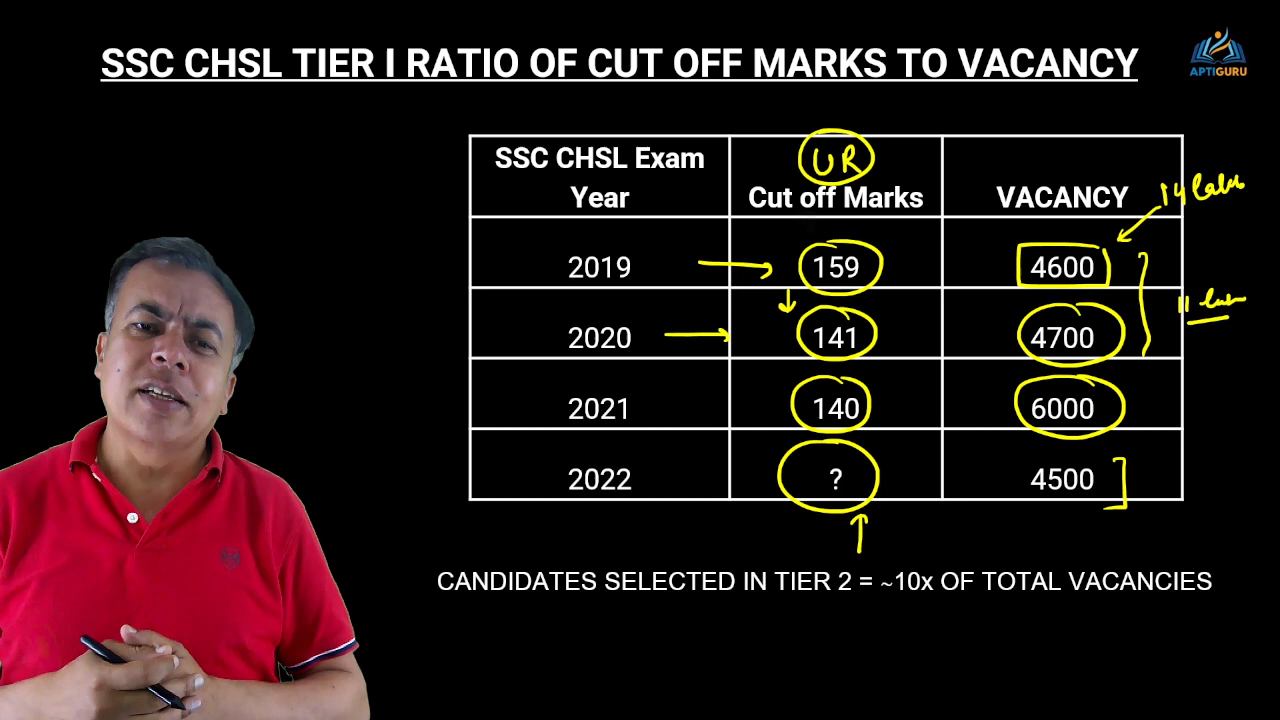 SSC CHSL TIER I RATIO OF CUT OFF MARKS TO VACANCY
APTIGURU
SSC CHSL Exam Year
UR
Cut off Marks
VACANCY
14
2019
159
4600
11
2020
141
4700
2021
140
6000
2022
?
4500
CANDIDATES SELECTED IN TIER 2 = ~10x OF TOTAL VACANCIES